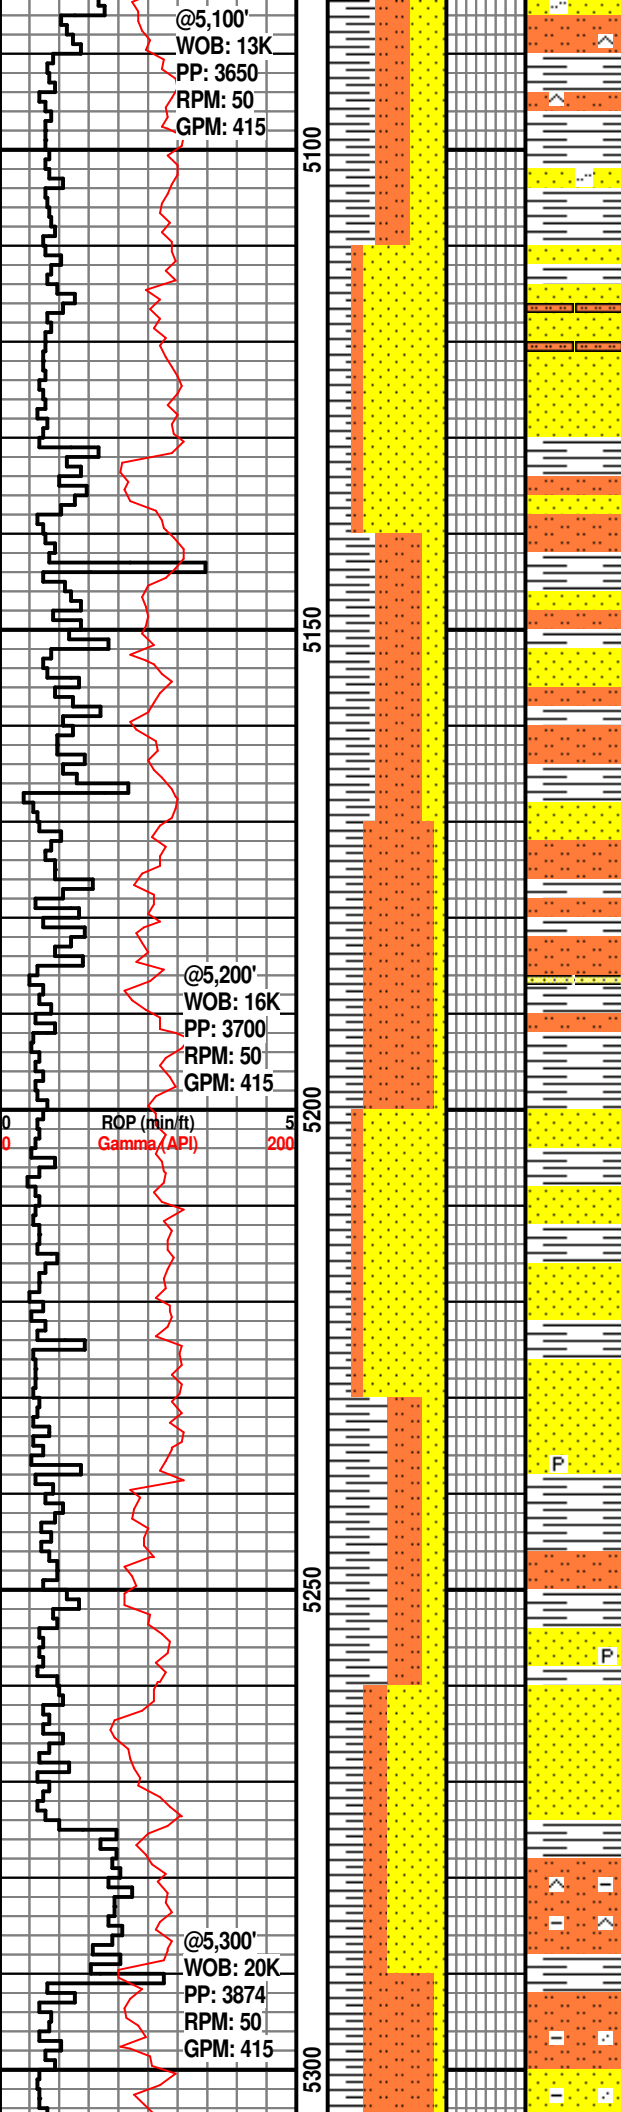 @5,100'
WOB: 13K
PP: 3650
RPM: 50
GPM: 415
5100
5150
@5,200'
WOB: 16K
PP: 3700
RPM: 50
GPM: 415
5200
0 ROP (min/ft) 5
0 Gamma (API) 200
P
5250
P
@5,300'
WOB: 20K
PP: 3874
RPM: 50
GPM: 415
5300